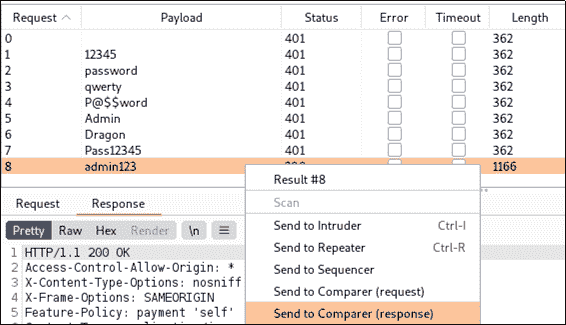 Request Payload Status Error Timeout Length
0 401 362
1 12345 401 362
2 password 401 362
3 qwerty 401 362
4 P@$$word 401 362
5 Admin 401 362
6 Dragon 401 362
7 Pass12345 401 362
8 admin123 1166
Result #8
Scan
Send to Intruder Ctrl-I
Send to Repeater Ctrl-R
Send to Sequencer
Send to Comparer (request)
Send to Comparer (response)
Request Response
Pretty Raw Hex Render \n
1 HTTP/1.1 200 OK
2 Access-Control-Allow-Origin: *
3 X-Content-Type-Options: nosniff
4 X-Frame-Options: SAMEORIGIN
5 Feature-Policy: payment 'self'